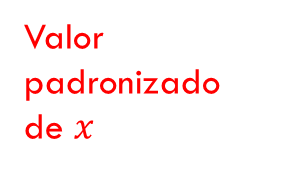 Valor
padronizado
de x